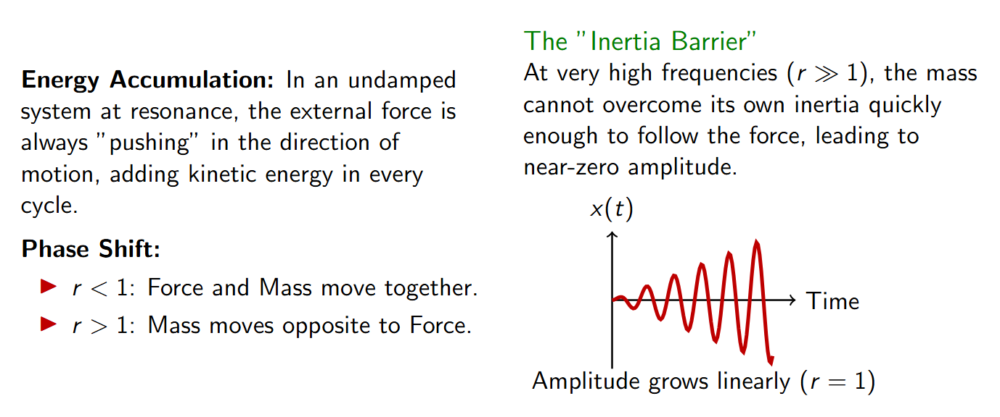 Energy Accumulation: In an undamped
system at resonance, the external force is
always ”pushing” in the direction of
motion, adding kinetic energy in every
cycle.
Phase Shift:
▶ r < 1: Force and Mass move together.
▶ r > 1: Mass moves opposite to Force.
The ”Inertia Barrier”
At very high frequencies (r ≫ 1), the mass
cannot overcome its own inertia quickly
enough to follow the force, leading to
near-zero amplitude.
x(t)
Time
Amplitude grows linearly (r = 1)